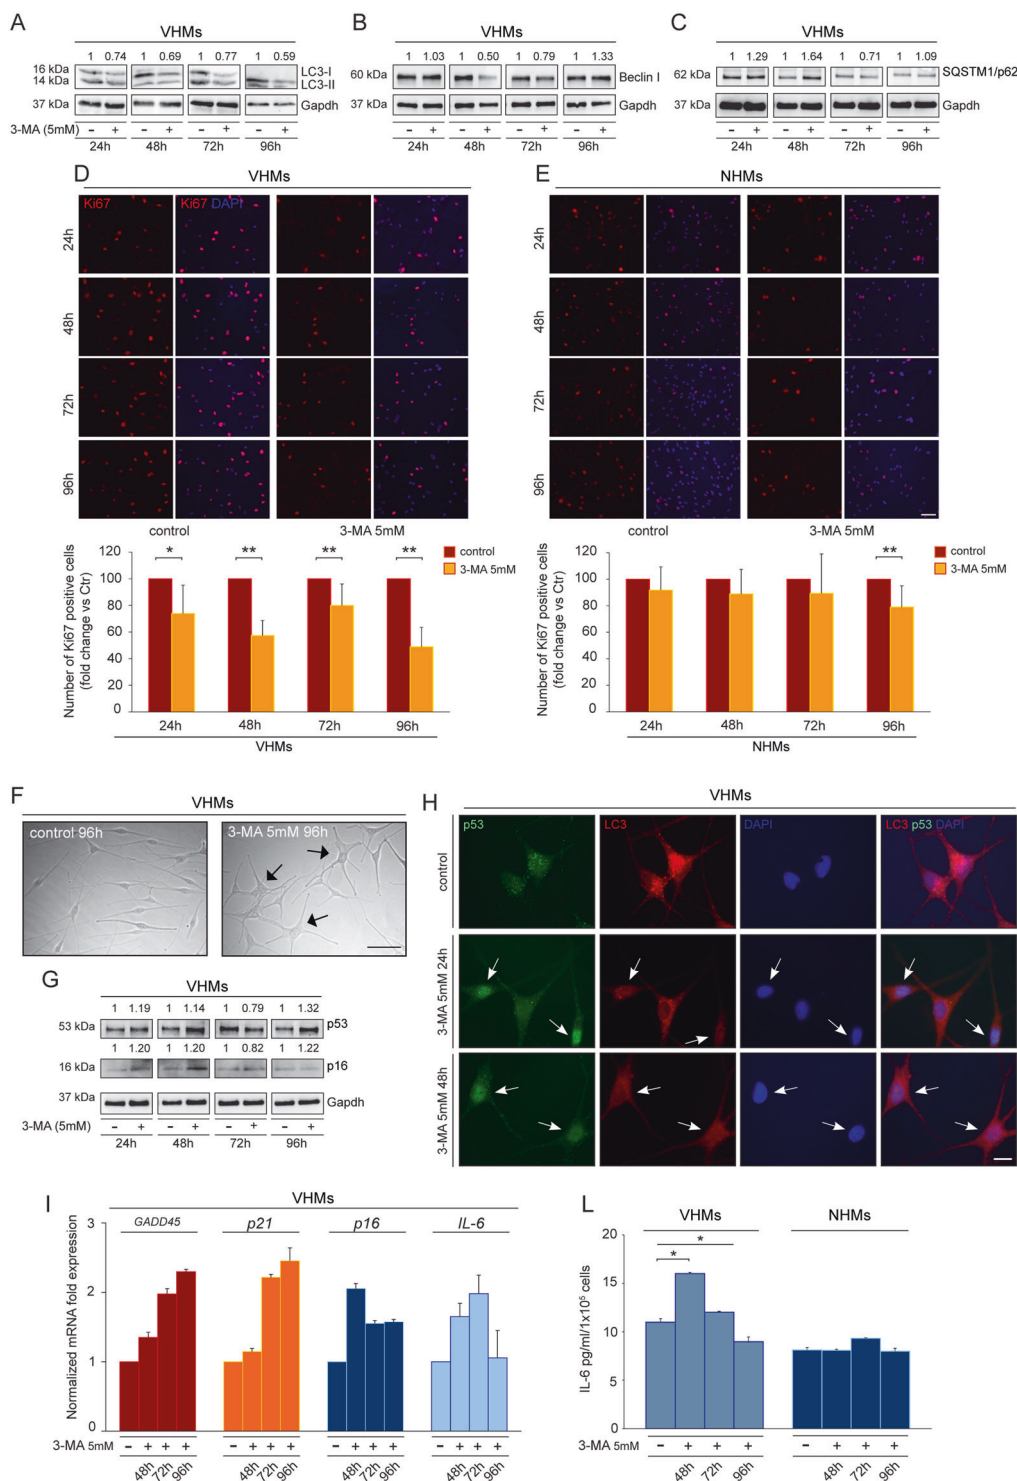 A
VHMs
1 0.74 1 0.69 1 0.77 1 0.59
16 kDa
14 kDa
LC3-I
LC3-II
37 kDa
Gapdh
3-MA (5mM) - + - + - + - +
24h 48h 72h 96h
B
VHMs
1 1.03 1 0.50 1 0.79 1 1.33
60 kDa
Beclin I
37 kDa
Gapdh
- + - + - + - +
24h 48h 72h 96h
C
VHMs
1 1.29 1 1.64 1 0.71 1 1.09
62 kDa
SQSTM1/p62
37 kDa
Gapdh
- + - + - + - +
24h 48h 72h 96h
D
VHMs
Ki67
Ki67 DAPI
24h
48h
72h
96h
control
3-MA 5mM
Number of Ki67 positive cells
(fold change vs Ctr)
120
100
80
60
40
20
0
* ** ** **
control
3-MA 5mM
24h 48h 72h 96h
VHMs
E
NHMs
24h
48h
72h
96h
control
3-MA 5mM
Number of Ki67 positive cells
(fold change vs Ctr)
120
100
80
60
40
20
0
**
control
3-MA 5mM
24h 48h 72h 96h
NHMs
F
VHMs
control 96h
3-MA 5mM 96h
G
VHMs
1 1.19 1 1.14 1 0.79 1 1.32
53 kDa
p53
1 1.20 1 1.20 1 0.82 1 1.22
16 kDa
p16
37 kDa
Gapdh
3-MA (5mM) - + - + - + - +
24h 48h 72h 96h
H
VHMs
p53
LC3
DAPI
LC3 p53 DAPI
control
3-MA 5mM 24h
3-MA 5mM 48h
I
VHMs
GADD45 p21 p16 IL-6
Normalized mRNA fold expression
3
2
1
0
3-MA 5mM - + + + - + + + - + + + - + + +
48h 72h 96h 48h 72h 96h 48h 72h 96h 48h 72h 96h
L
VHMs NHMs
IL-6 pg/ml/1x10⁵ cells
20
15
10
5
0
*
*
3-MA 5mM - + + + - + + +
48h 72h 96h 48h 72h 96h